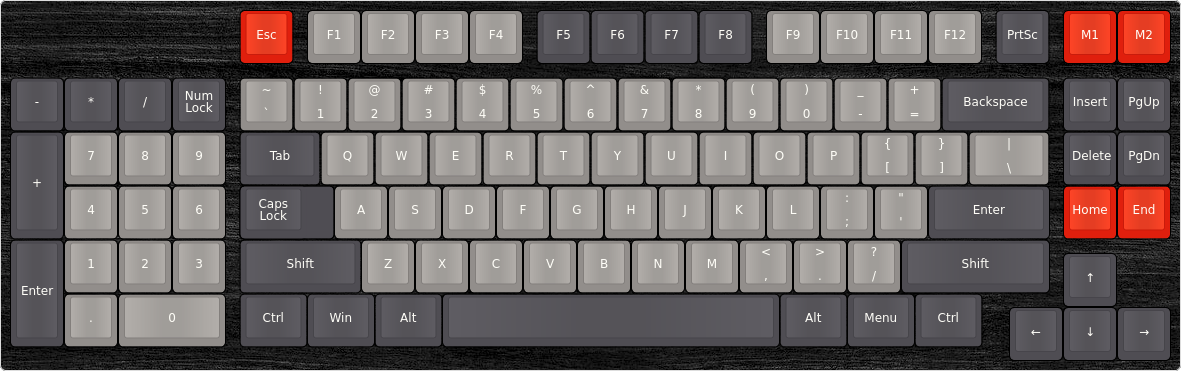 Esc F1 F2 F3 F4 F5 F6 F7 F8 F9 F10 F11 F12 PrtSc M1 M2
- * / Num Lock ~ ` ! 1 @ 2 # 3 $ 4 % 5 ^ 6 & 7 * 8 ( 9 ) 0 _ - + = Backspace Insert PgUp
+ 7 8 9 Tab Q W E R T Y U I O P { [ } ] | \ Delete PgDn
4 5 6 Caps Lock A S D F G H J K L : ; " ' Enter Home End
Enter 1 2 3 Shift Z X C V B N M < , > . ? / Shift ↑
. 0 Ctrl Win Alt Alt Menu Ctrl ← ↓ →